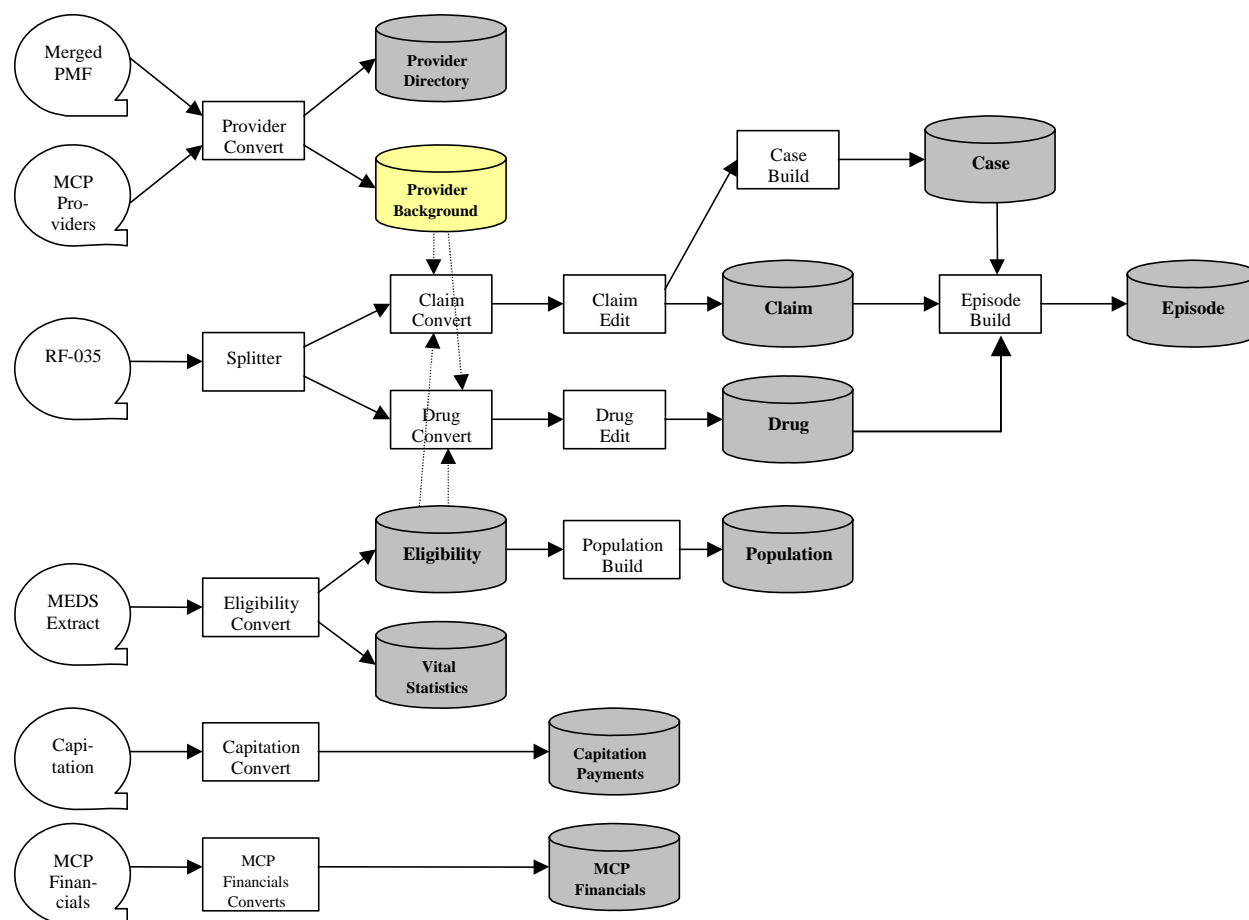 Merged
PMF
Provider
Directory
Provider
Convert
Case
Build
Case
MCP
Pro-
viders
Provider
Background
Claim
Convert
Claim
Edit
Claim
Episode
Build
Episode
RF-035
Splitter
Drug
Convert
Drug
Edit
Drug
Eligibility
Population
Build
Population
MEDS
Extract
Eligibility
Convert
Vital
Statistics
Capi-
tation
Capitation
Convert
Capitation
Payments
MCP
Finan-
cials
MCP
Financials
Converts
MCP
Financials